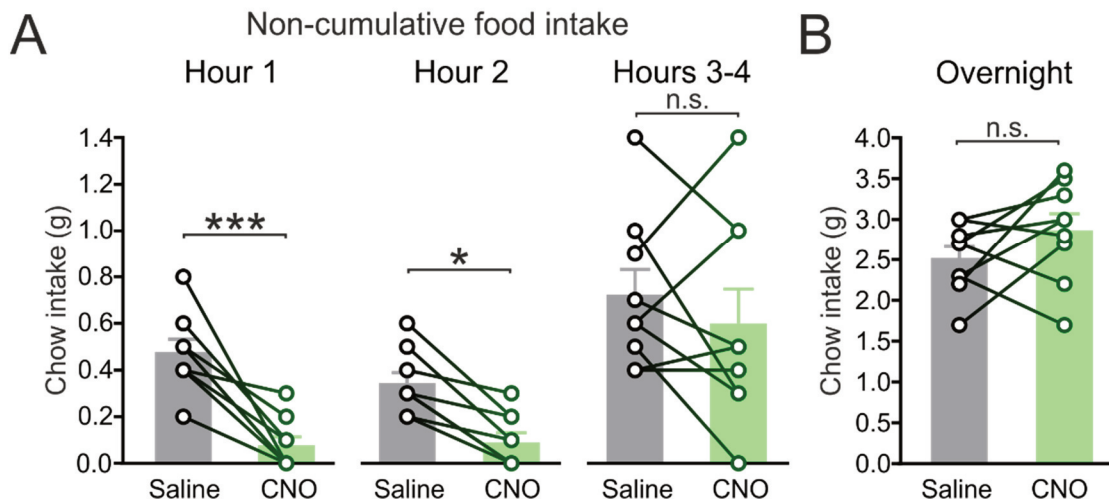 A
Non-cumulative food intake
Hour 1
Hour 2
Hours 3-4
n.s.
Chow intake (g)
1.4
1.2
1.0
0.8
0.6
0.4
0.2
0.0
***
*
Saline
CNO
Saline
CNO
Saline
CNO
B
Overnight
n.s.
Chow intake (g)
4.0
3.5
3.0
2.5
2.0
1.5
1.0
0.5
0.0
Saline
CNO